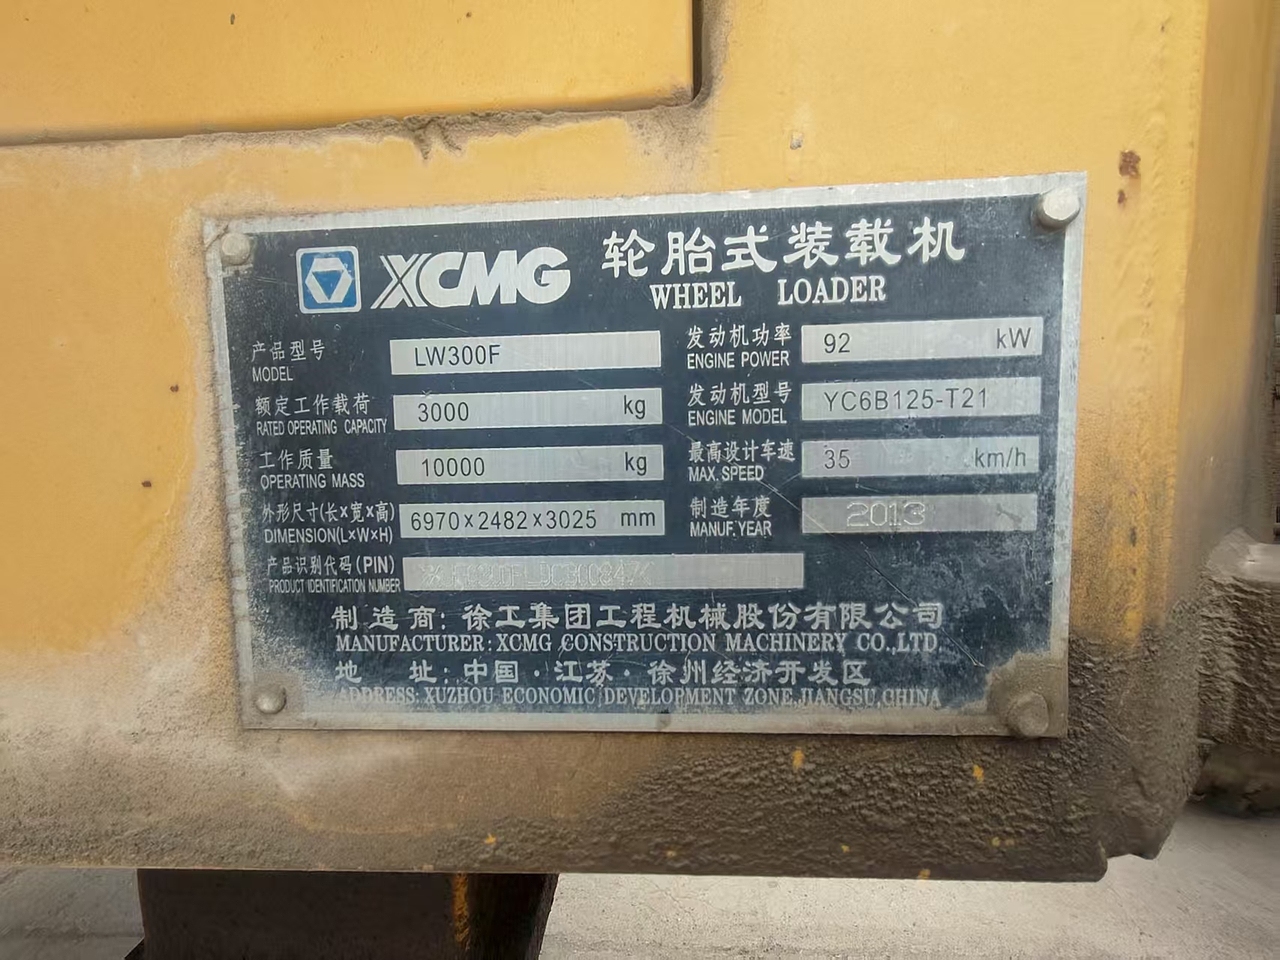 XCMG 轮胎式装载机
WHEEL LOADER
产品型号 LW300F
MODEL
额定工作载荷 3000 kg
RATED OPERATING CAPACITY
工作质量 10000 kg
OPERATING MASS
外形尺寸(长×宽×高) 6970×2482×3025 mm
DIMENSION(L×W×H)
发动机功率 92 kW
ENGINE POWER
发动机型号 YC6B125-T21
ENGINE MODEL
最高设计车速 35 km/h
MAX.SPEED
制造年度 2013
MANUF.YEAR
产品识别代码(PIN)
PRODUCT IDENTIFICATION NUMBER
制造商:徐工集团工程机械股份有限公司
MANUFACTURER:XCMG CONSTRUCTION MACHINERY CO.,LTD.
地 址:中国·江苏·徐州经济开发区
ADDRESS:XUZHOU ECONOMIC DEVELOPMENT ZONE,JIANGSU,CHINA